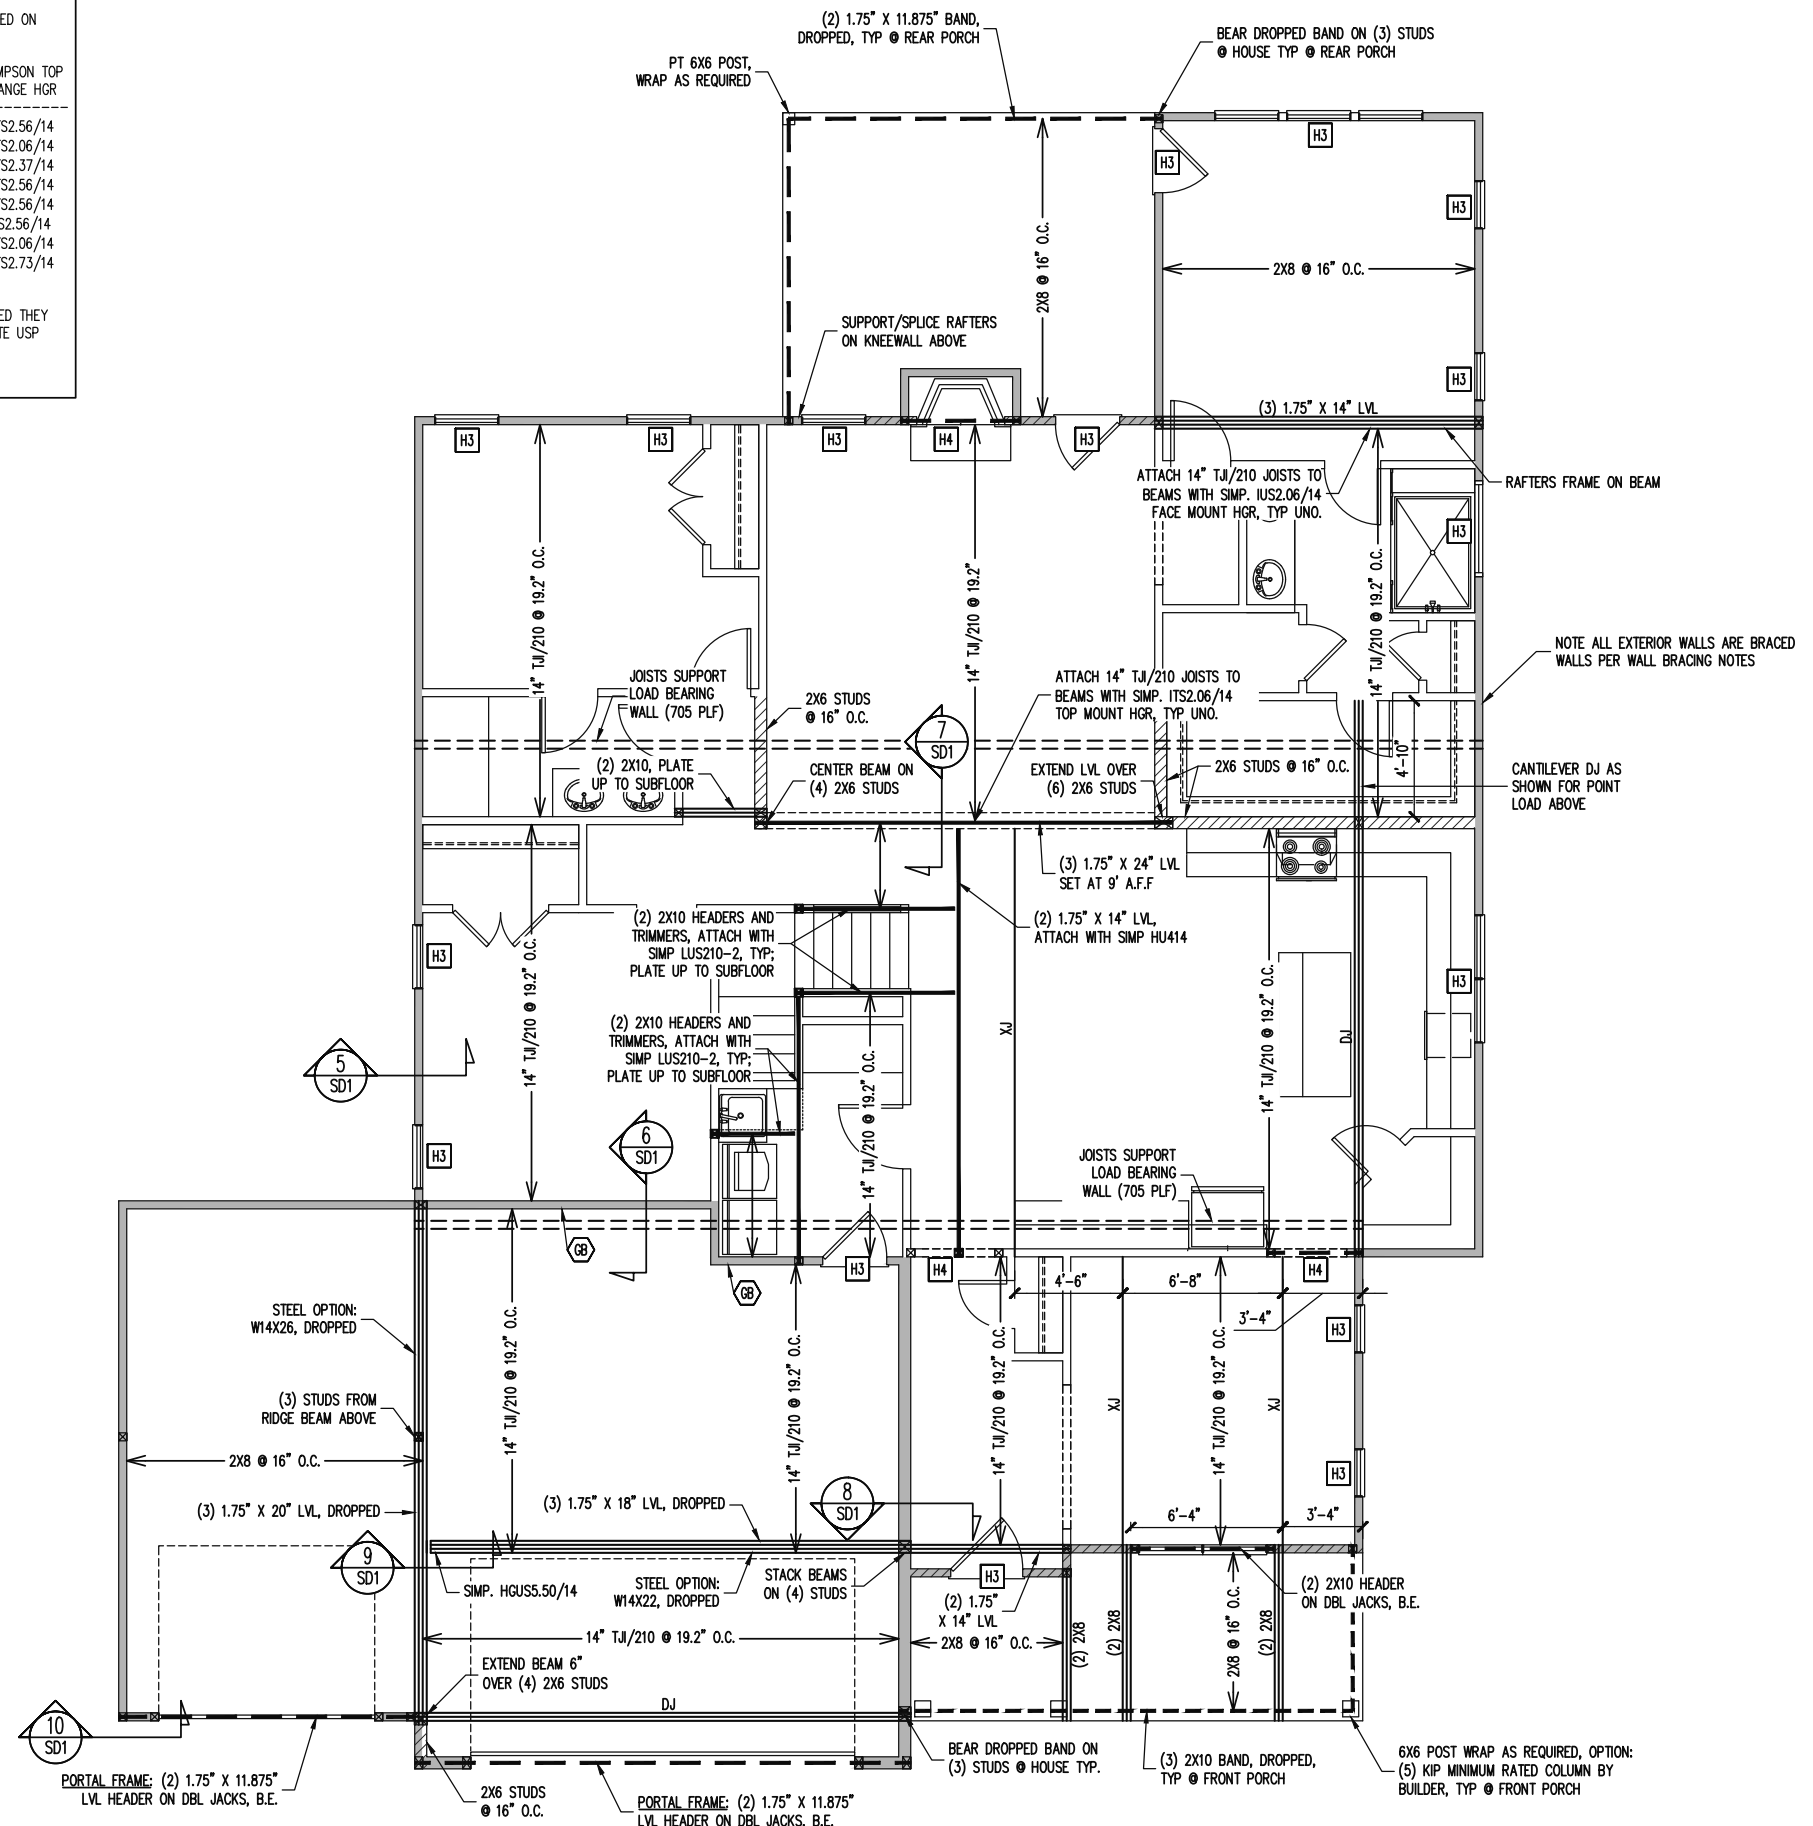 ED ON
MPSON TOP
ANGE HGR
S2.56/14
S2.06/14
S2.37/14
S2.56/14
S2.56/14
S2.56/14
S2.06/14
S2.73/14
ED THEY
TE USP
(2) 1.75" X 11.875" BAND,
DROPPED, TYP @ REAR PORCH
BEAR DROPPED BAND ON (3) STUDS
@ HOUSE TYP @ REAR PORCH
PT 6X6 POST,
WRAP AS REQUIRED
H3
H3
H3
2X8 @ 16" O.C.
2X8 @ 16" O.C.
SUPPORT/SPLICE RAFTERS
ON KNEEWALL ABOVE
H3
(3) 1.75" X 14" LVL
H3
H3
H3
H4
H3
ATTACH 14" TJI/210 JOISTS TO
BEAMS WITH SIMP. IUS2.06/14
FACE MOUNT HGR, TYP UNO.
RAFTERS FRAME ON BEAM
H3
14" TJI/210 @ 19.2" O.C.
14" TJI/210 @ 19.2"
14" TJI/210 @ 19.2" O.C.
NOTE ALL EXTERIOR WALLS ARE BRACED
WALLS PER WALL BRACING NOTES
JOISTS SUPPORT
LOAD BEARING
WALL (705 PLF)
2X6 STUDS
@ 16" O.C.
ATTACH 14" TJI/210 JOISTS TO
BEAMS WITH SIMP. ITS2.06/14
TOP MOUNT HGR, TYP UNO.
7
SD1
4'-10"
(2) 2X10, PLATE
UP TO SUBFLOOR
CENTER BEAM ON
(4) 2X6 STUDS
EXTEND LVL OVER
(6) 2X6 STUDS
2X6 STUDS @ 16" O.C.
CANTILEVER DJ AS
SHOWN FOR POINT
LOAD ABOVE
(3) 1.75" X 24" LVL
SET AT 9' A.F.F
(2) 1.75" X 14" LVL,
ATTACH WITH SIMP HU414
(2) 2X10 HEADERS AND
TRIMMERS, ATTACH WITH
SIMP LUS210-2, TYP;
PLATE UP TO SUBFLOOR
H3
H3
14" TJI/210 @ 19.2" O.C.
(2) 2X10 HEADERS AND
TRIMMERS, ATTACH WITH
SIMP LUS210-2, TYP;
PLATE UP TO SUBFLOOR
XJ
14" TJI/210 @ 19.2" O.C.
DJ
5
SD1
14" TJI/210 @ 19.2" O.C.
6
SD1
H3
JOISTS SUPPORT
LOAD BEARING
WALL (705 PLF)
GB
GB
H3
H4
H4
4'-6"
6'-8"
3'-4"
STEEL OPTION:
W14X26, DROPPED
H3
14" TJI/210 @ 19.2" O.C.
14" TJI/210 @ 19.2" O.C.
14" TJI/210 @ 19.2" O.C.
XJ
14" TJI/210 @ 19.2" O.C.
XJ
(3) STUDS FROM
RIDGE BEAM ABOVE
2X8 @ 16" O.C.
H3
(3) 1.75" X 20" LVL, DROPPED
(3) 1.75" X 18" LVL, DROPPED
8
SD1
6'-4"
3'-4"
9
SD1
SIMP. HGUS5.50/14
STEEL OPTION:
W14X22, DROPPED
STACK BEAMS
ON (4) STUDS
H3
(2) 1.75"
X 14" LVL
(2) 2X10 HEADER
ON DBL JACKS, B.E.
14" TJI/210 @ 19.2" O.C.
2X8 @ 16" O.C.
(2) 2X8
(2) 2X8
2X8 @ 16" O.C.
(2) 2X8
EXTEND BEAM 6"
OVER (4) 2X6 STUDS
DJ
10
SD1
PORTAL FRAME: (2) 1.75" X 11.875"
LVL HEADER ON DBL JACKS, B.E.
2X6 STUDS
@ 16" O.C.
PORTAL FRAME: (2) 1.75" X 11.875"
LVL HEADER ON DBL JACKS, B.E.
BEAR DROPPED BAND ON
(3) STUDS @ HOUSE TYP.
(3) 2X10 BAND, DROPPED,
TYP @ FRONT PORCH
6X6 POST WRAP AS REQUIRED, OPTION:
(5) KIP MINIMUM RATED COLUMN BY
BUILDER, TYP @ FRONT PORCH